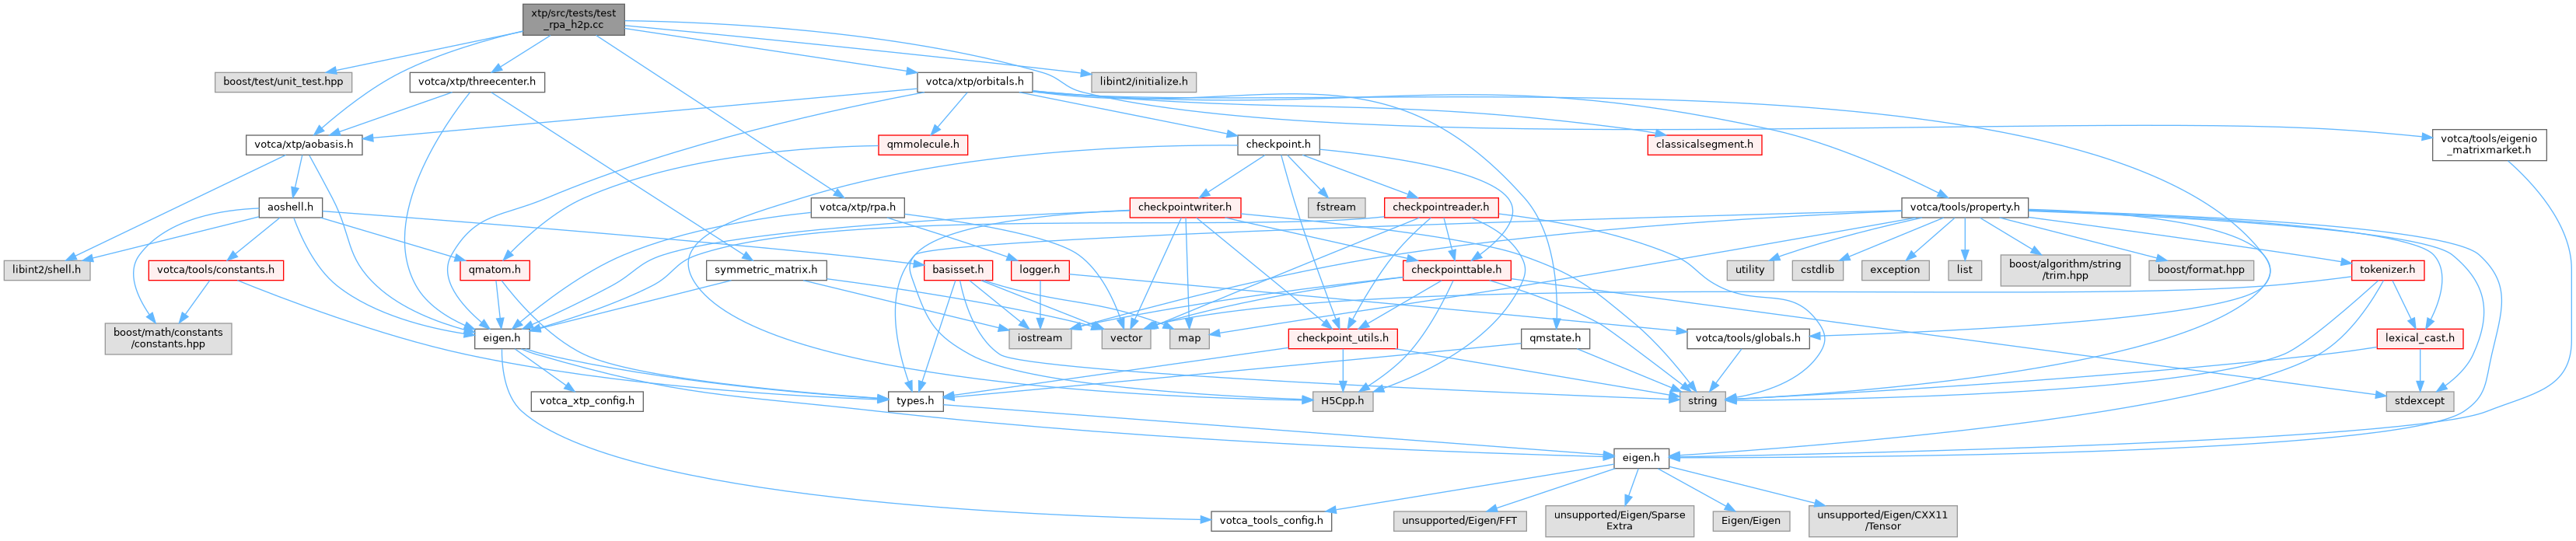 xtp/src/tests/test
_rpa_h2p.cc
boost/test/unit_test.hpp
votca/xtp/threecenter.h
votca/xtp/orbitals.h
libint2/initialize.h
votca/xtp/aobasis.h
qmmolecule.h
checkpoint.h
classicalsegment.h
votca/tools/eigenio
_matrixmarket.h
aoshell.h
votca/xtp/rpa.h
checkpointwriter.h
fstream
checkpointreader.h
votca/tools/property.h
libint2/shell.h
votca/tools/constants.h
qmatom.h
symmetric_matrix.h
basisset.h
logger.h
checkpointtable.h
utility
cstdlib
exception
list
boost/algorithm/string
/trim.hpp
boost/format.hpp
tokenizer.h
boost/math/constants
/constants.hpp
eigen.h
iostream
vector
map
checkpoint_utils.h
qmstate.h
votca/tools/globals.h
lexical_cast.h
votca_xtp_config.h
types.h
H5Cpp.h
string
stdexcept
eigen.h
votca_tools_config.h
unsupported/Eigen/FFT
unsupported/Eigen/Sparse
Extra
Eigen/Eigen
unsupported/Eigen/CXX11
/Tensor